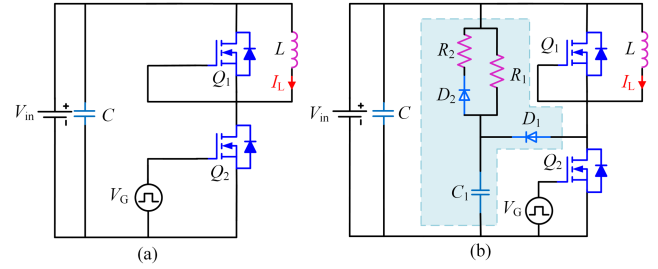 Q1
L
IL
Vin
+
-
C
Q2
VG
(a)
R2
R1
Q1
L
IL
D2
D1
Vin
+
-
C
C1
Q2
VG
(b)